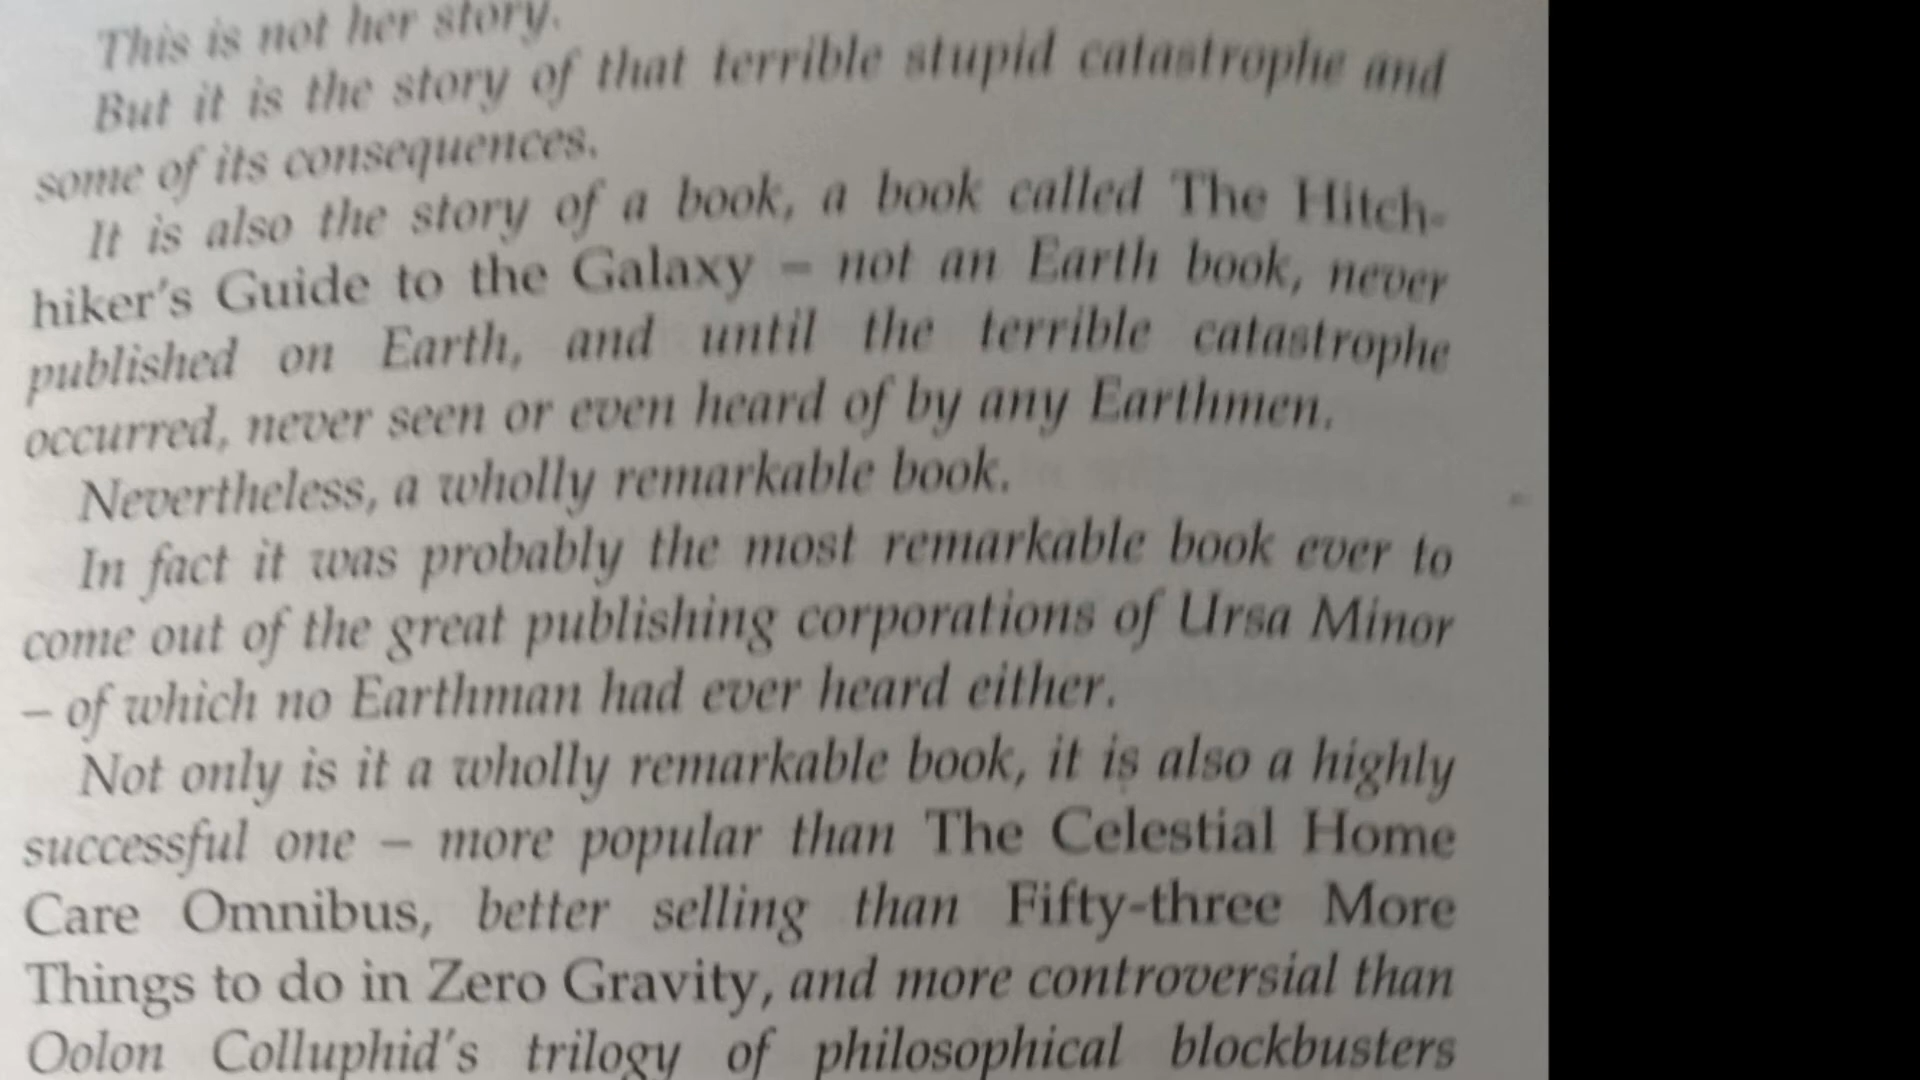 This is not her story.
But it is the story of that terrible stupid catastrophe and
some of its consequences.
It is also the story of a book, a book called The Hitch-
hiker's Guide to the Galaxy – not an Earth book, never
published on Earth, and until the terrible catastrophe
occurred, never seen or even heard of by any Earthmen.
Nevertheless, a wholly remarkable book.
In fact it was probably the most remarkable book ever to
come out of the great publishing corporations of Ursa Minor
– of which no Earthman had ever heard either.
Not only is it a wholly remarkable book, it is also a highly
successful one – more popular than The Celestial Home
Care Omnibus, better selling than Fifty-three More
Things to do in Zero Gravity, and more controversial than
Oolon Colluphid's trilogy of philosophical blockbusters